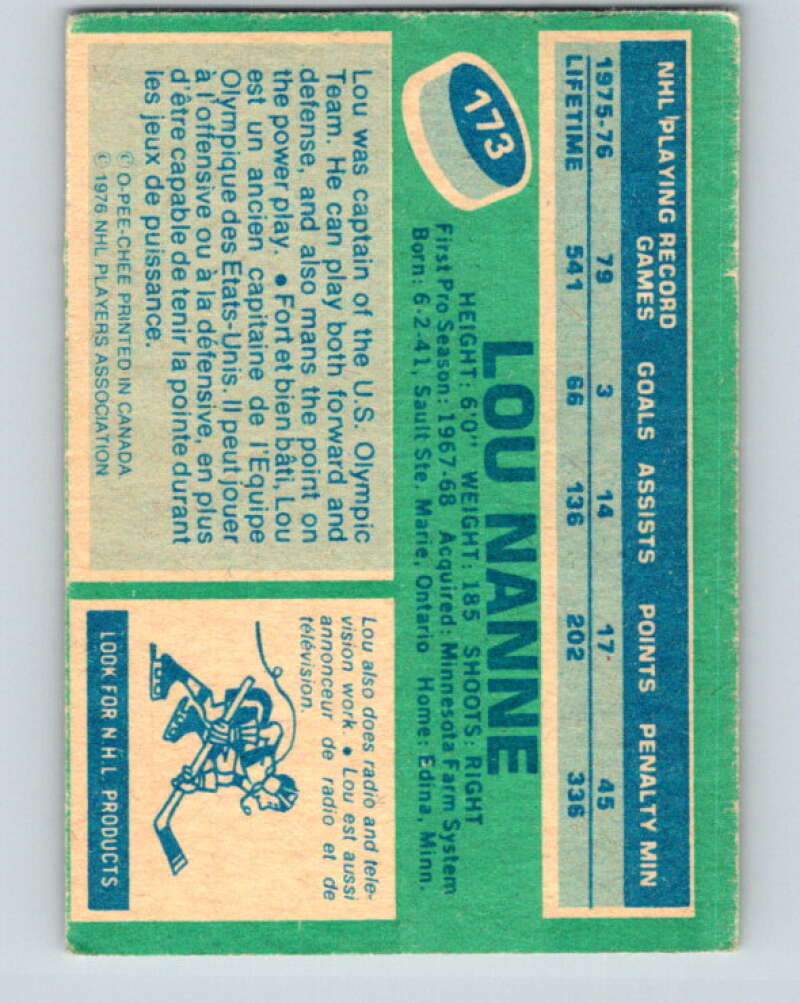 NHL PLAYING RECORD
GAMES GOALS ASSISTS POINTS PENALTY MIN
1975-76 79 3 14 17 45
LIFETIME 541 66 136 202 336
173
LOU NANNE
HEIGHT: 6'0" WEIGHT: 185 SHOOTS: RIGHT
First Pro Season: 1967-68 Acquired: Minnesota Farm System
Born: 6-2-41, Sault Ste. Marie, Ontario Home: Edina, Minn.
Lou was captain of the U.S. Olympic
Team. He can play both forward and
defense, and also mans the point on
the power play. • Fort et bien bâti, Lou
est un ancien capitaine de l'Equipe
Olympique des Etats-Unis. Il peut jouer
à l'offensive ou à la défensive, en plus
d'être capable de tenir la pointe durant
les jeux de puissance.
© O-PEE-CHEE PRINTED IN CANADA
© 1976 NHL PLAYERS ASSOCIATION
Lou also does radio and tele-
vision work. • Lou est aussi
annonceur de radio et de
télévision.
LOOK FOR N.H.L PRODUCTS